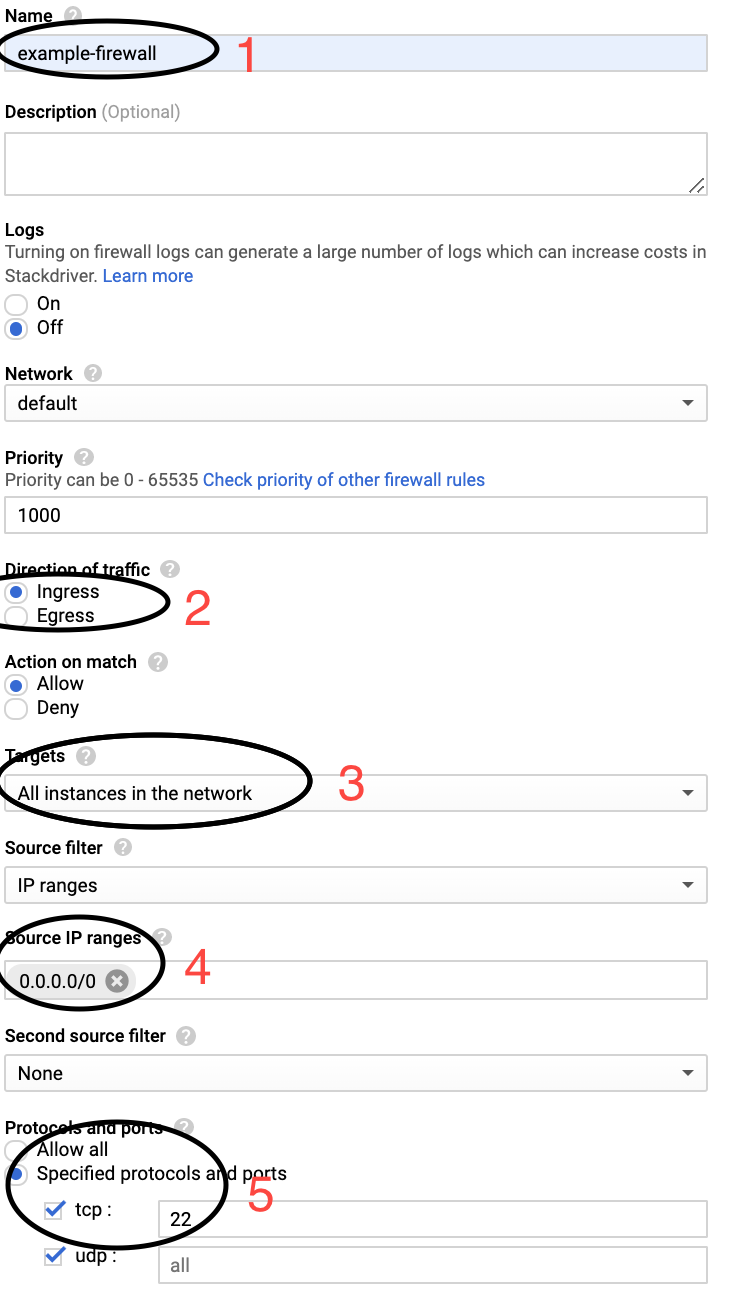 Name ?
example-firewall 1
Description (Optional)
Logs
Turning on firewall logs can generate a large number of logs which can increase costs in
Stackdriver. Learn more
On
Off
Network ?
default
Priority ?
Priority can be 0 - 65535 Check priority of other firewall rules
1000
Direction of traffic ?
Ingress
Egress
2
Action on match ?
Allow
Deny
Targets ?
All instances in the network 3
Source filter ?
IP ranges
Source IP ranges ?
0.0.0.0/0 4
Second source filter ?
None
Protocols and ports ?
Allow all
Specified protocols and ports
5
tcp : 22
udp : all